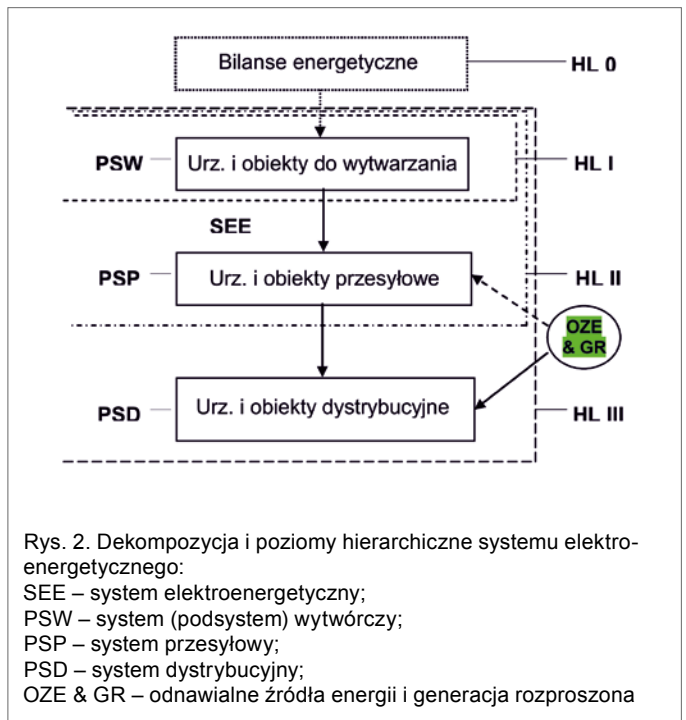 Bilanse energetyczne
HL 0
PSW
Urz. i obiekty do wytwarzania
HL I
SEE
PSP
Urz. i obiekty przesyłowe
HL II
OZE
& GR
PSD
Urz. i obiekty dystrybucyjne
HL III
Rys. 2. Dekompozycja i poziomy hierarchiczne systemu elektro-
energetycznego:
SEE – system elektroenergetyczny;
PSW – system (podsystem) wytwórczy;
PSP – system przesyłowy;
PSD – system dystrybucyjny;
OZE & GR – odnawialne źródła energii i generacja rozproszona